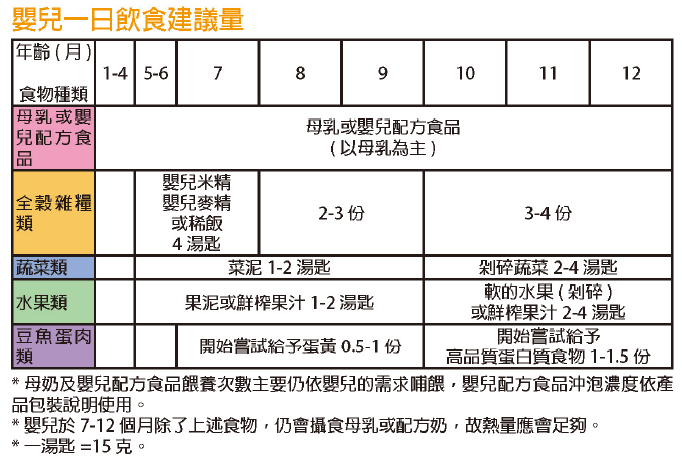 嬰兒一日飲食建議量
年齡(月)
食物種類
1-4
5-6
7
8
9
10
11
12
母乳或嬰
兒配方食
品
母乳或嬰兒配方食品
(以母乳為主)
全穀雜糧
類
嬰兒米精
嬰兒麥精
或稀飯
4 湯匙
2-3 份
3-4 份
蔬菜類
菜泥 1-2 湯匙
剁碎蔬菜 2-4 湯匙
水果類
果泥或鮮榨果汁 1-2 湯匙
軟的水果(剁碎)
或鮮榨果汁 2-4 湯匙
豆魚蛋肉
類
開始嘗試給予蛋黃 0.5-1 份
開始嘗試給予
高品質蛋白質食物 1-1.5 份
* 母奶及嬰兒配方食品餵養次數主要仍依嬰兒的需求哺餵，嬰兒配方食品沖泡濃度依產
品包裝說明使用。
* 嬰兒於 7-12 個月除了上述食物，仍會攝食母乳或配方奶，故熱量應會足夠。
* 一湯匙 =15 克。